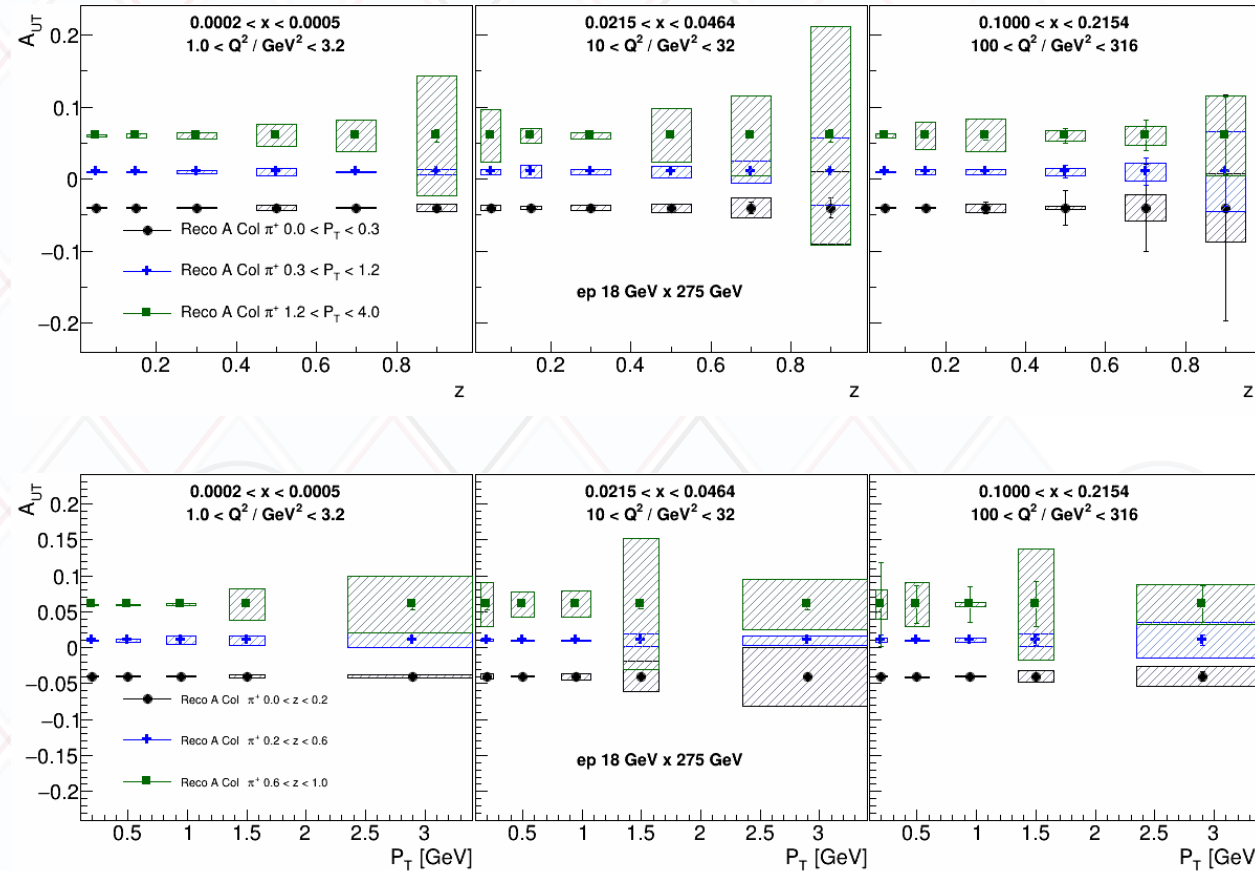 A_UT
0.0002 < x < 0.0005
1.0 < Q² / GeV² < 3.2
0.0215 < x < 0.0464
10 < Q² / GeV² < 32
0.1000 < x < 0.2154
100 < Q² / GeV² < 316
0.2
0.1
0
−0.1
−0.2
Reco A Col π⁺ 0.0 < P_T < 0.3
Reco A Col π⁺ 0.3 < P_T < 1.2
Reco A Col π⁺ 1.2 < P_T < 4.0
ep 18 GeV x 275 GeV
0.2 0.4 0.6 0.8
0.2 0.4 0.6 0.8
0.2 0.4 0.6 0.8
z
z
z
A_UT
0.0002 < x < 0.0005
1.0 < Q² / GeV² < 3.2
0.0215 < x < 0.0464
10 < Q² / GeV² < 32
0.1000 < x < 0.2154
100 < Q² / GeV² < 316
0.2
0.15
0.1
0.05
0
−0.05
−0.1
−0.15
−0.2
Reco A Col π⁺ 0.0 < z < 0.2
Reco A Col π⁺ 0.2 < z < 0.6
Reco A Col π⁺ 0.6 < z < 1.0
ep 18 GeV x 275 GeV
0.5 1 1.5 2 2.5 3
0.5 1 1.5 2 2.5 3
0.5 1 1.5 2 2.5 3
P_T [GeV]
P_T [GeV]
P_T [GeV]